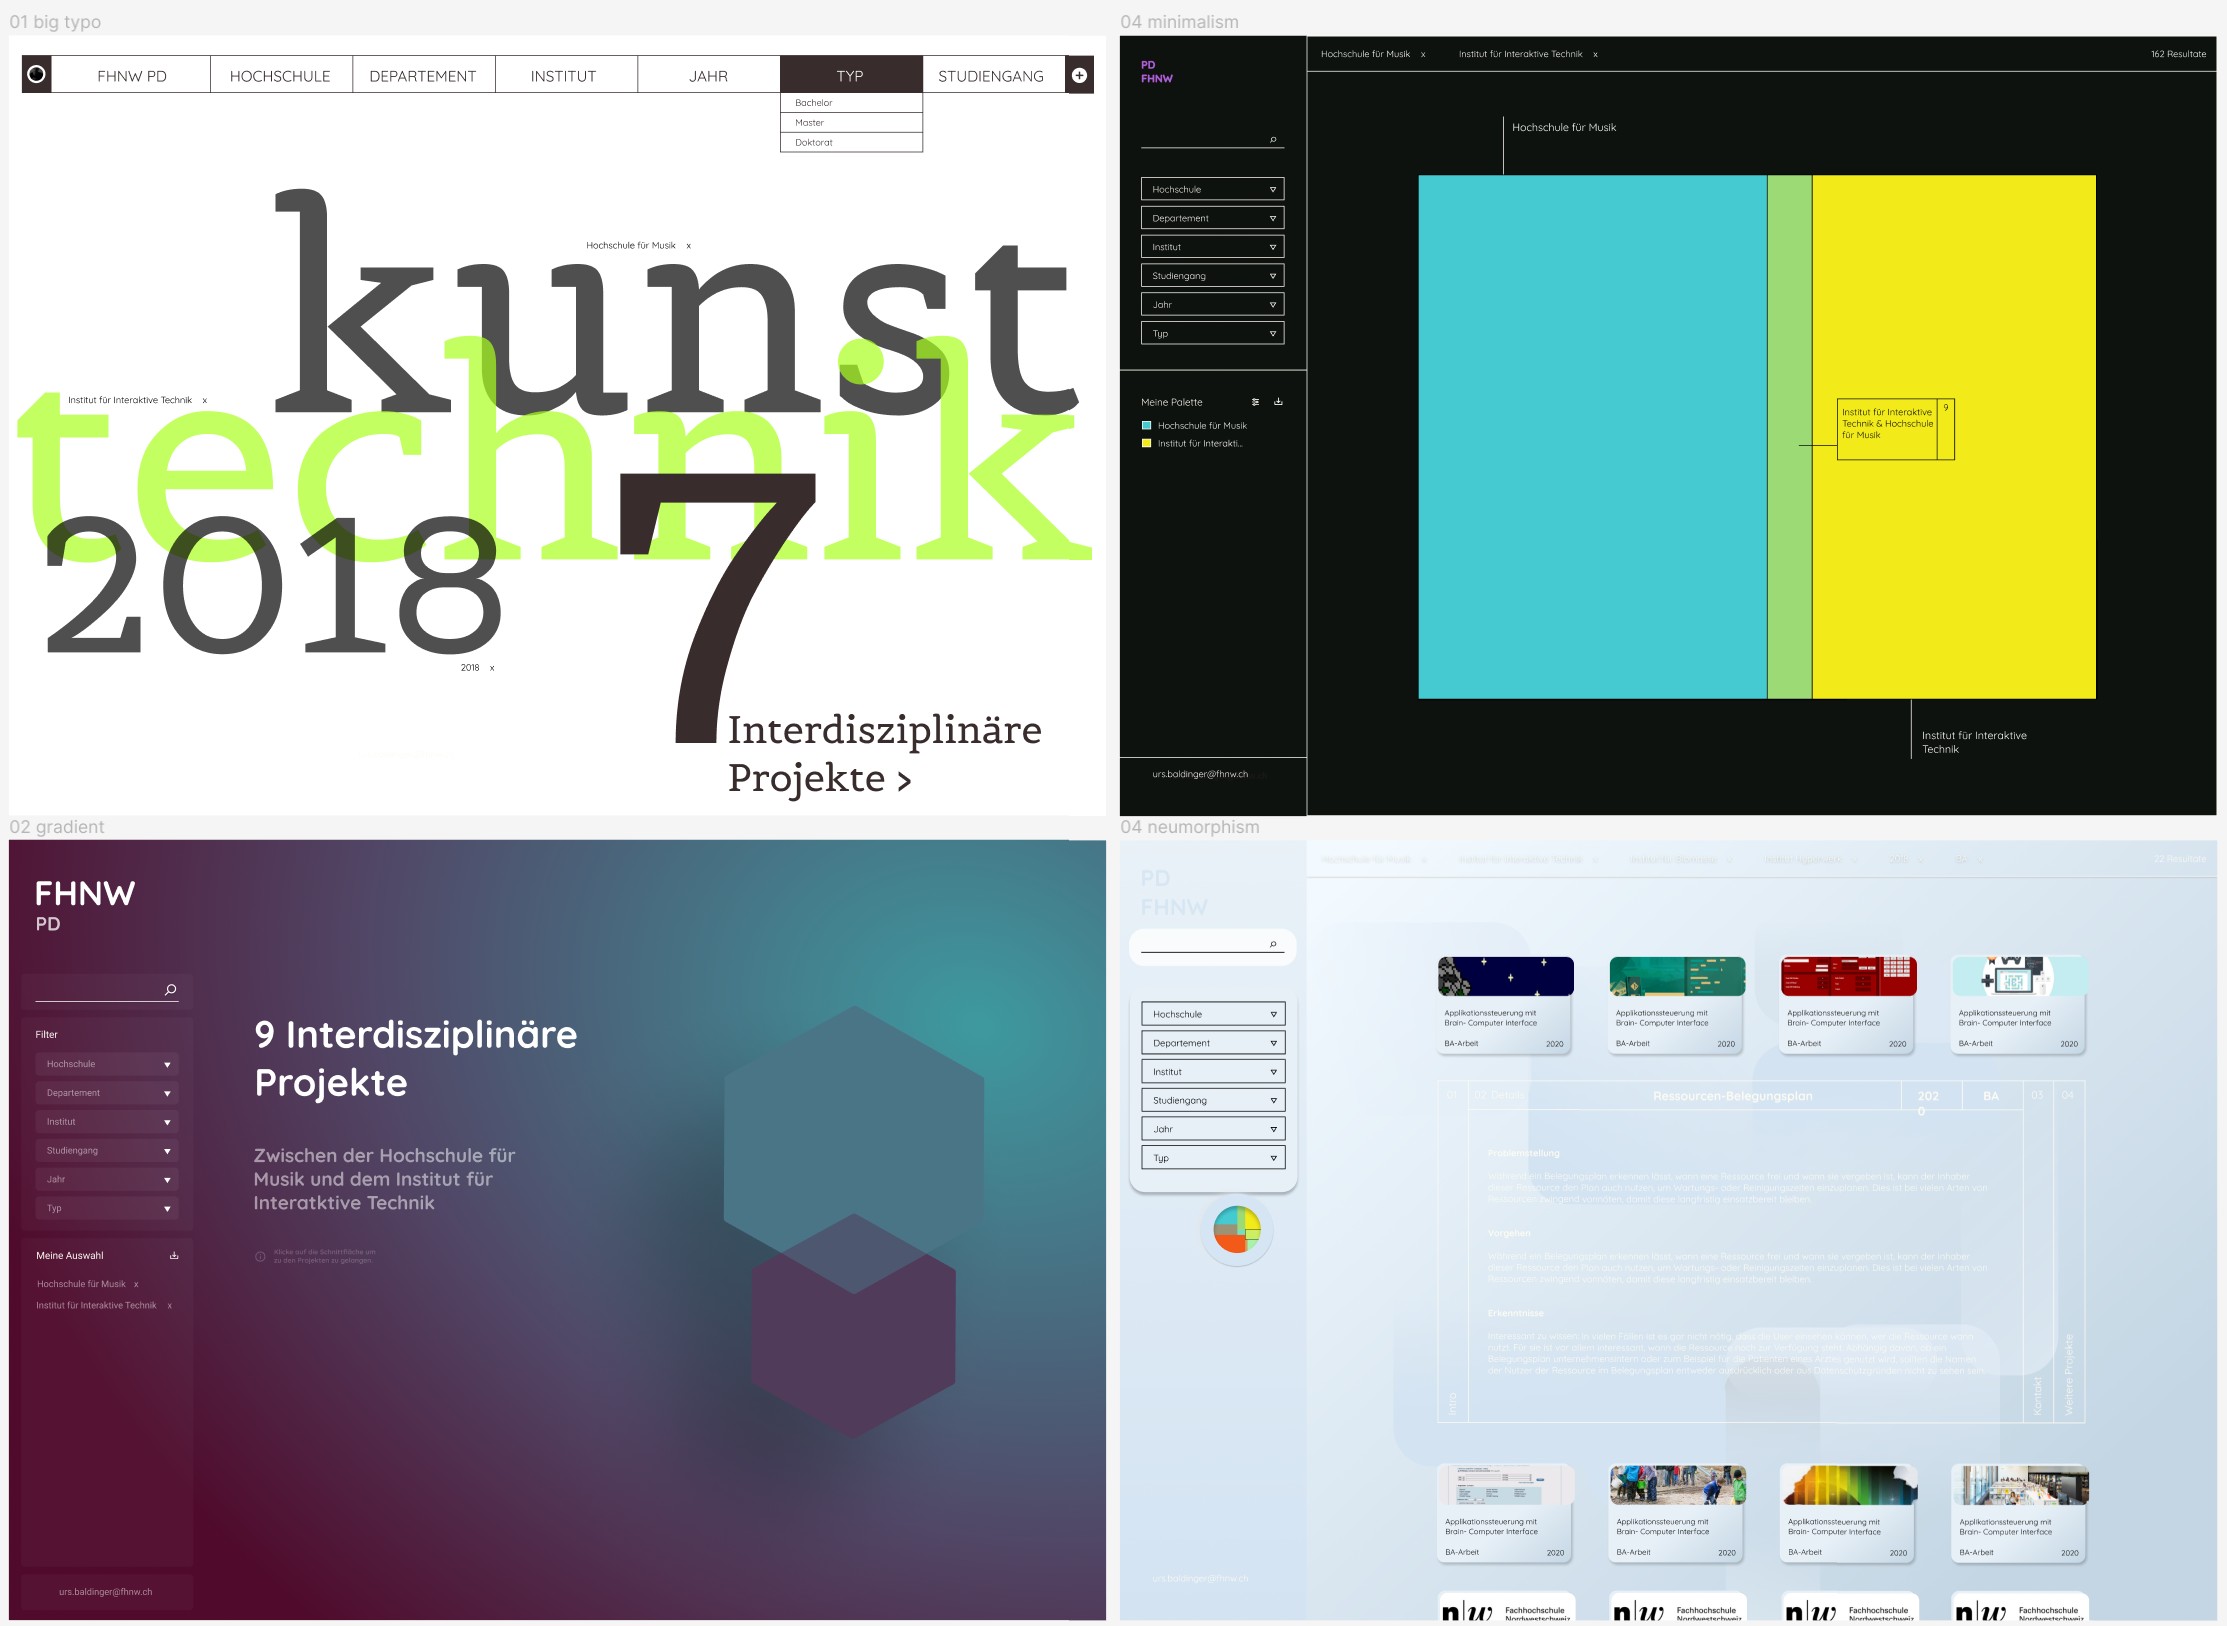 01 big typo
FHNW PD
HOCHSCHULE
DEPARTEMENT
INSTITUT
JAHR
TYP
STUDIENGANG
Bachelor
Master
Doktorat
kunst
Hochschule für Musik x
technik
Institut für Interaktive Technik x
2018
2018 x
7
Interdisziplinäre
Projekte >
04 minimalism
PD
FHNW
Hochschule
Departement
Institut
Studiengang
Jahr
Typ
Meine Palette
Hochschule für Musik
Institut für Interakti...
urs.baldinger@fhnw.ch
Hochschule für Musik x
Institut für Interaktive Technik x
162 Resultate
Hochschule für Musik
Institut für Interaktive
Technik & Hochschule
für Musik
9
Institut für Interaktive
Technik
02 gradient
FHNW
PD
Filter
Hochschule
Departement
Institut
Studiengang
Jahr
Typ
Meine Auswahl
Hochschule für Musik x
Institut für Interaktive Technik x
urs.baldinger@fhnw.ch
9 Interdisziplinäre
Projekte
Zwischen der Hochschule für
Musik und dem Institut für
Interatktive Technik
Klicke auf die Schnittfläche um
zu den Projekten zu gelangen.
04 neumorphism
PD
FHNW
Hochschule
Departement
Institut
Studiengang
Jahr
Typ
urs.baldinger@fhnw.ch
22 Resultate
Applikationssteuerung mit
Brain- Computer Interface
BA-Arbeit 2020
Applikationssteuerung mit
Brain- Computer Interface
BA-Arbeit 2020
Applikationssteuerung mit
Brain- Computer Interface
BA-Arbeit 2020
Applikationssteuerung mit
Brain- Computer Interface
BA-Arbeit 2020
01
Intro
Ressourcen-Belegungsplan
202
0
BA
03
Kontakt
04
Weitere Projekte
Problemstellung
Vorgehen
Erkenntnisse
Applikationssteuerung mit
Brain- Computer Interface
BA-Arbeit 2020
Applikationssteuerung mit
Brain- Computer Interface
BA-Arbeit 2020
Applikationssteuerung mit
Brain- Computer Interface
BA-Arbeit 2020
Applikationssteuerung mit
Brain- Computer Interface
BA-Arbeit 2020
n|w Fachhochschule
Nordwestschweiz
n|w Fachhochschule
Nordwestschweiz
n|w Fachhochschule
Nordwestschweiz
n|w Fachhochschule
Nordwestschweiz